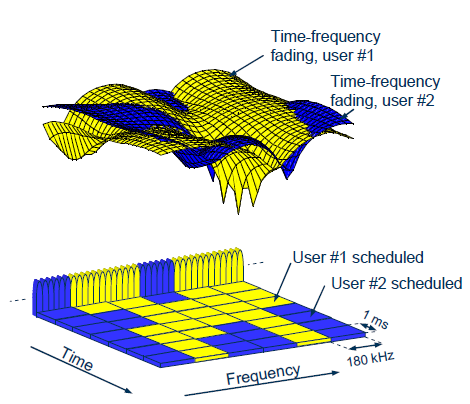 Time-frequency
fading, user #1
Time-frequency
fading, user #2
User #1 scheduled
User #2 scheduled
1 ms
180 kHz
Time
Frequency